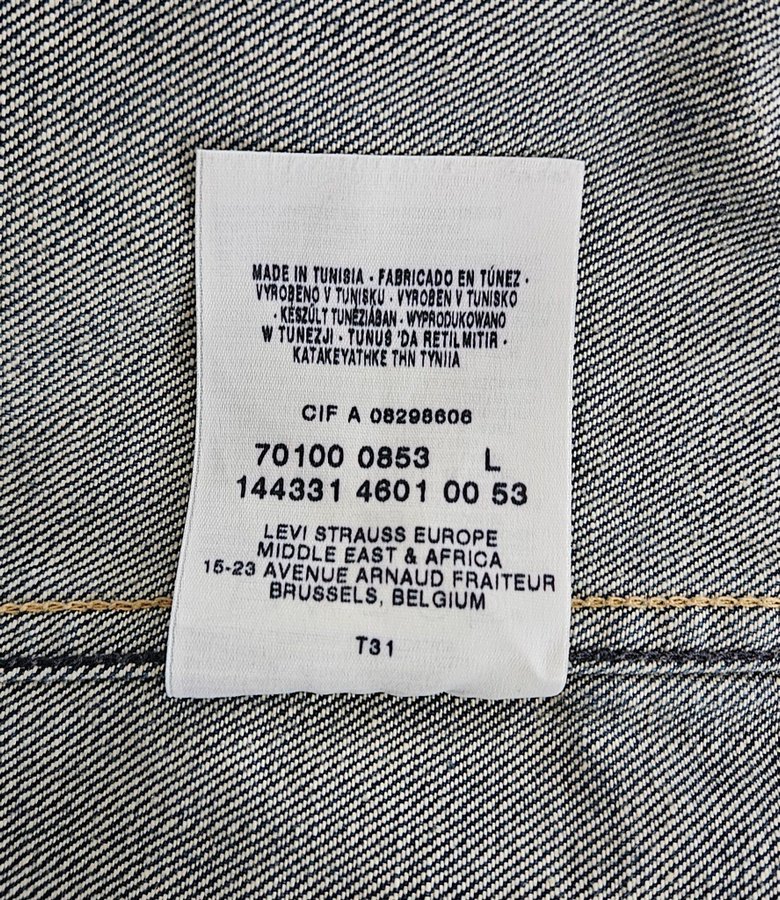 MADE IN TUNISIA · FABRICADO EN TÚNEZ ·
VYROBENO V TUNISKU · VYROBEN V TUNISKO
· KÉSZÜLT TUNÉZIÁBAN · WYPRODUKOWANO
W TUNEZJI · TUNUS 'DA RETILMITIR ·
KATAKEYATHKE THN TYNIIA
CIF A 08298606
70100 0853 L
144331 4601 00 53
LEVI STRAUSS EUROPE
MIDDLE EAST & AFRICA
15-23 AVENUE ARNAUD FRAITEUR
BRUSSELS, BELGIUM
T31